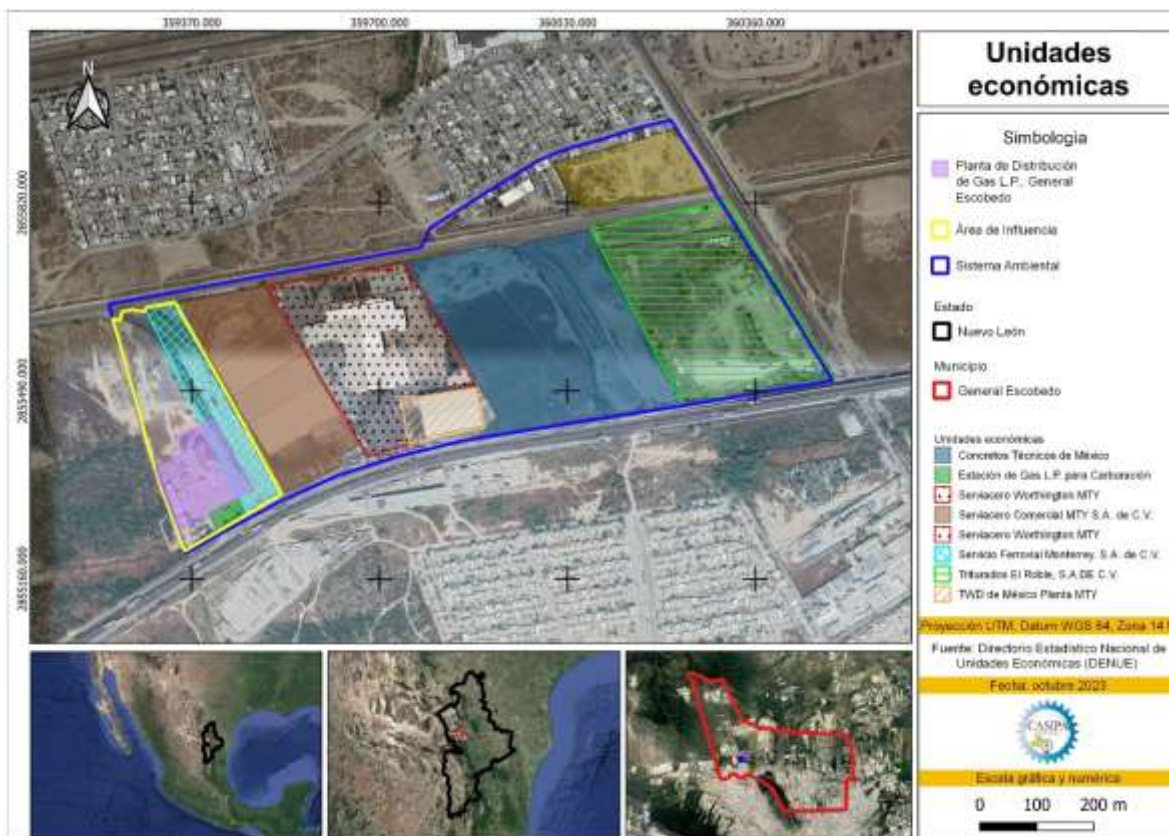 359370.000 359700.000 360030.000 360360.000
N
2855820.000
2855490.000
2855160.000
Unidades
económicas
Simbologia
Planta de Distribución
de Gas L.P., General
Escobedo
Área de Influencia
Sistema Ambiental
Estado
Nuevo León
Municipio
General Escobedo
Unidades económicas
Concretos Técnicos de México
Estación de Gas L.P. para Carburación
Serviacero Worthington MTY
Serviacero Comercial MTY S.A. de C.V.
Serviacero Worthington MTY
Servicio Ferrovial Monterrey, S.A. de C.V.
Triturados El Roble, S.A DE C.V.
TWD de México Planta MTY
Proyección UTM, Datum WGS 84, Zona 14 N
Fuente: Directorio Estadístico Nacional de
Unidades Económicas (DENUE)
Fecha: octubre 2023
CASIPA
Escala gráfica y numérica
0 100 200 m